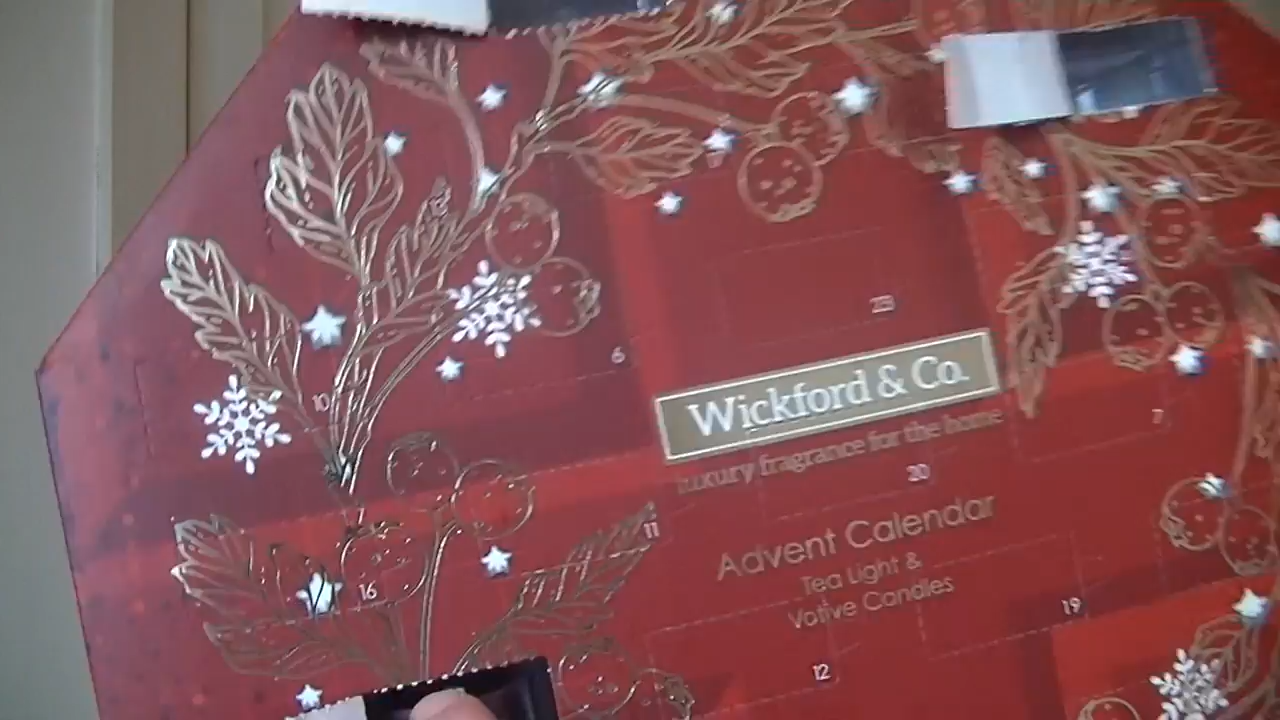 23
6
Wickford & Co.
luxury fragrance for the home
10
7
20
11
Advent Calendar
Tea Light &
Votive Candles
16
19
12